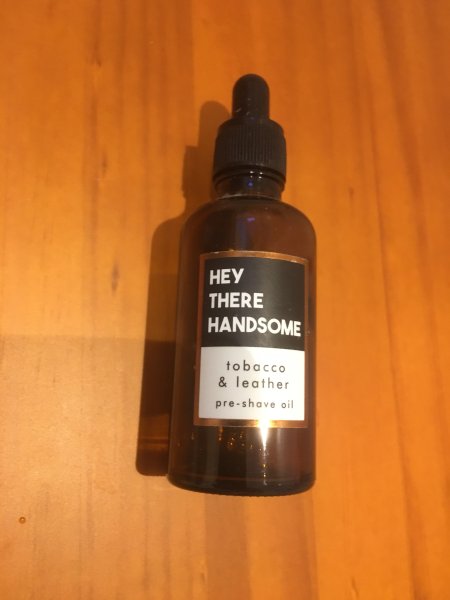 HEY
THERE
HANDSOME
tobacco
& leather
pre-shave oil